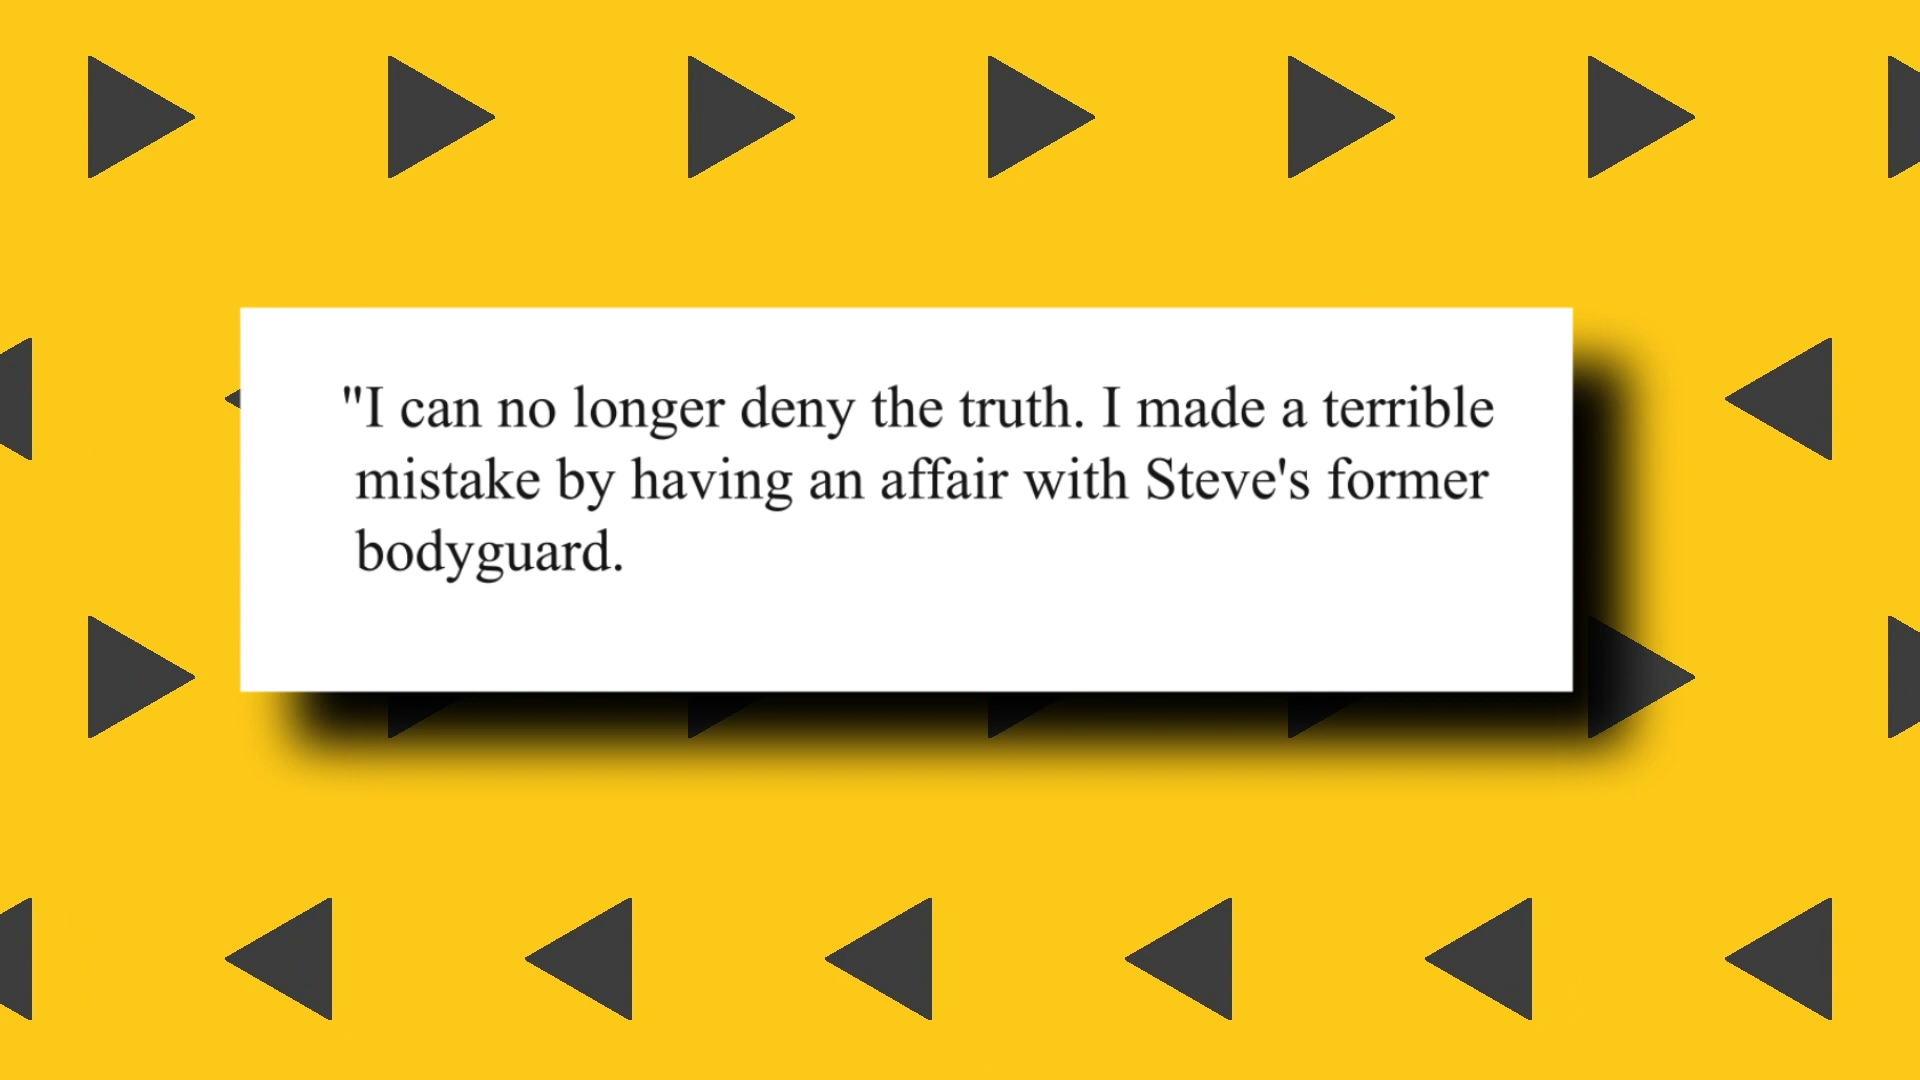 "I can no longer deny the truth. I made a terrible
mistake by having an affair with Steve's former
bodyguard.